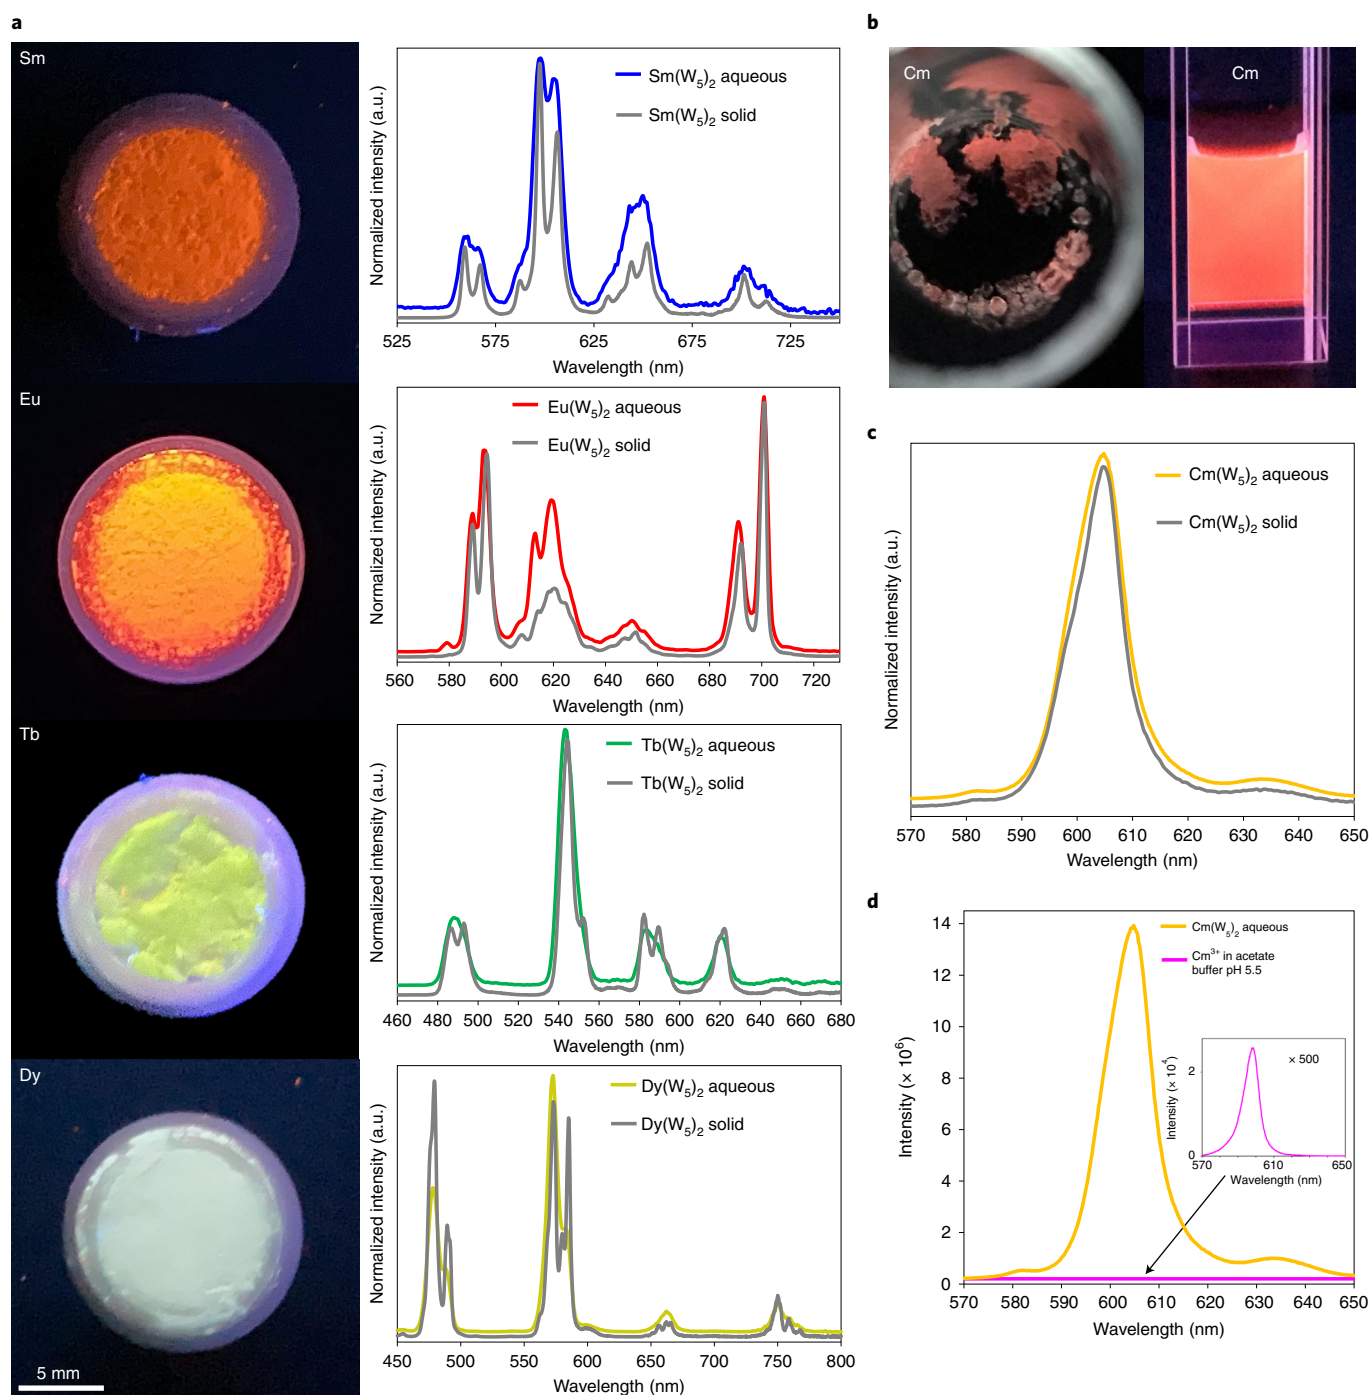 a
Sm
Normalized intensity (a.u.)
Sm(W₅)₂ aqueous
Sm(W₅)₂ solid
525 575 625 675 725
Wavelength (nm)
Eu
Normalized intensity (a.u.)
Eu(W₅)₂ aqueous
Eu(W₅)₂ solid
560 580 600 620 640 660 680 700 720
Wavelength (nm)
Tb
Normalized intensity (a.u.)
Tb(W₅)₂ aqueous
Tb(W₅)₂ solid
460 480 500 520 540 560 580 600 620 640 660 680
Wavelength (nm)
Dy
5 mm
Normalized intensity (a.u.)
Dy(W₅)₂ aqueous
Dy(W₅)₂ solid
450 500 550 600 650 700 750 800
Wavelength (nm)
b
Cm
Cm
c
Normalized intensity (a.u.)
Cm(W₅)₂ aqueous
Cm(W₅)₂ solid
570 580 590 600 610 620 630 640 650
Wavelength (nm)
d
Intensity (× 10⁶)
14
12
10
8
6
4
2
0
Cm(W₅)₂ aqueous
Cm³⁺ in acetate
buffer pH 5.5
× 500
Intensity (× 10⁴)
2
0
570 610 650
Wavelength (nm)
570 580 590 600 610 620 630 640 650
Wavelength (nm)